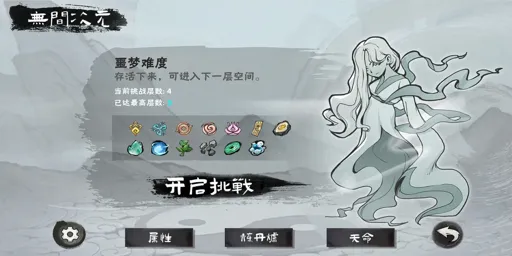 無間次元
噩梦难度
存活下来，可进入下一层空间。
当前挑战层数: 4
已达最高层数:
开启挑戰
属性
天命